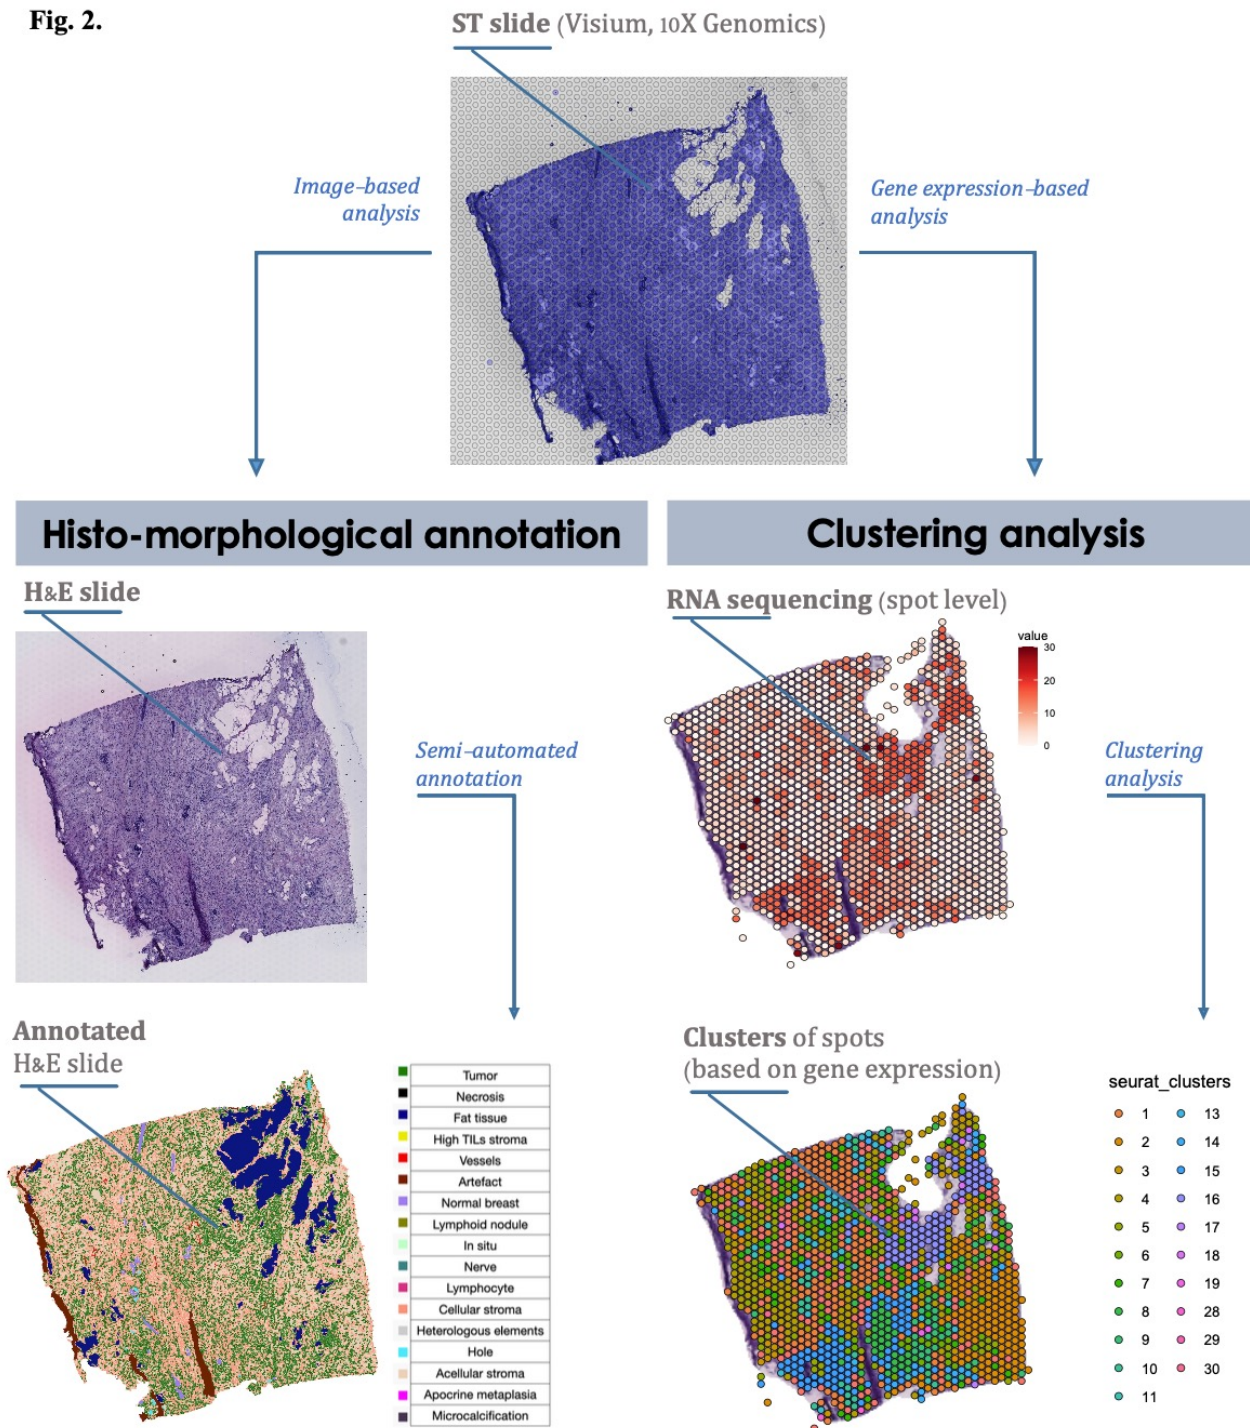 Fig. 2.
ST slide (Visium, 10X Genomics)
Image-based
analysis
Gene expression-based
analysis
Histo-morphological annotation
Clustering analysis
H&E slide
RNA sequencing (spot level)
value
30
20
10
0
Semi-automated
annotation
Clustering
analysis
Annotated
H&E slide
Tumor
Necrosis
Fat tissue
High TILs stroma
Vessels
Artefact
Normal breast
Lymphoid nodule
In situ
Nerve
Lymphocyte
Cellular stroma
Heterologous elements
Hole
Acellular stroma
Apocrine metaplasia
Microcalcification
Clusters of spots
(based on gene expression)
seurat_clusters
1 13
2 14
3 15
4 16
5 17
6 18
7 19
8 28
9 29
10 30
11